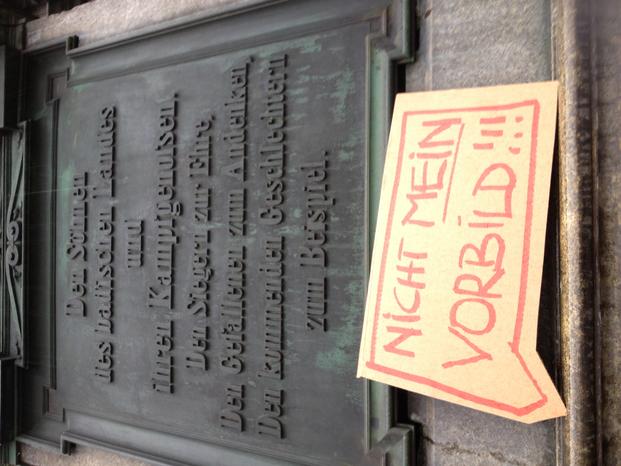 Den Söhnen
des badischen Landes
und
ihren Kampfgenossen.
Den Siegern zur Ehre,
Den Gefallenen zum Andenken,
Den kommenden Geschlechtern
zum Beispiel.
NICHT MEIN
VORBILD!!!